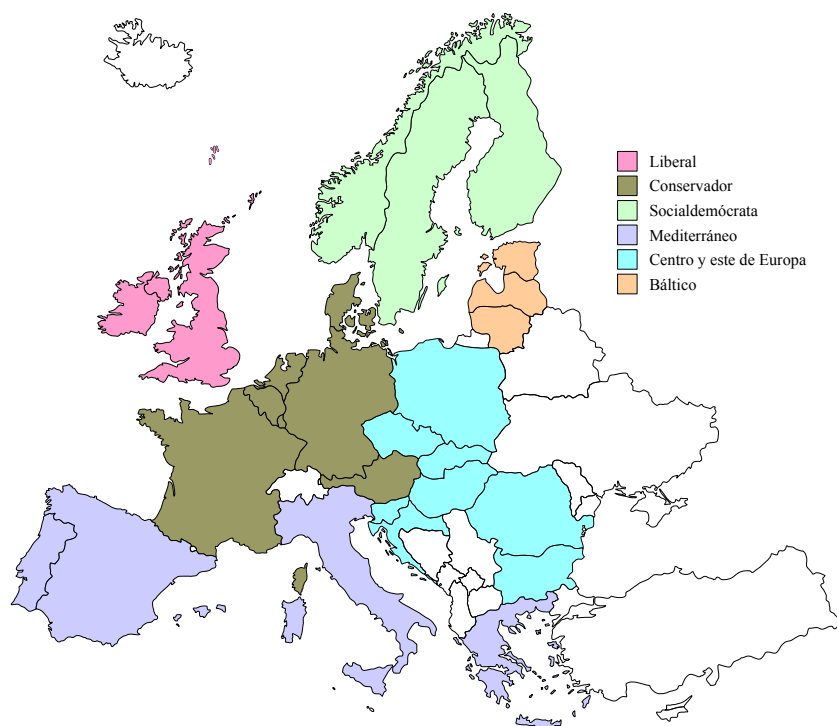 Liberal
Conservador
Socialdemócrata
Mediterráneo
Centro y este de Europa
Báltico